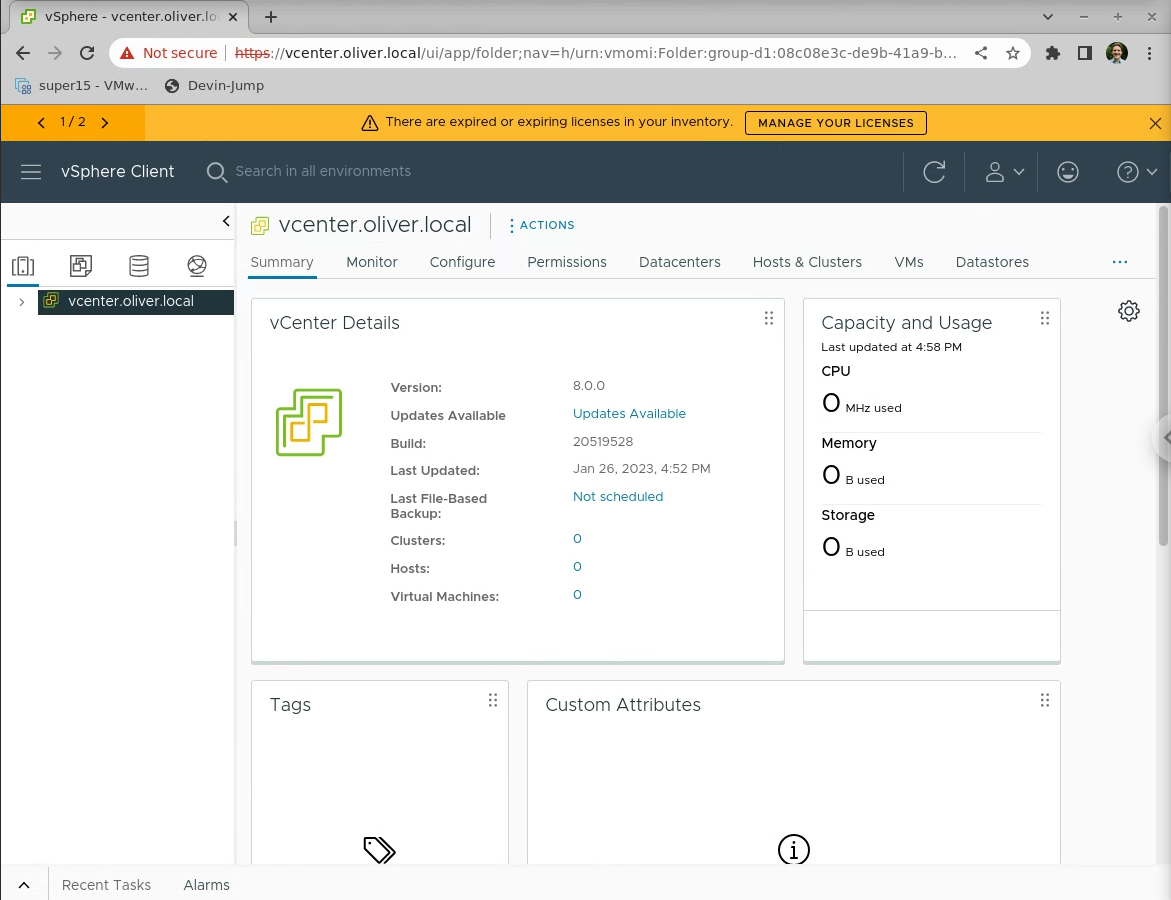 vSphere - vcenter.oliver.lo
Not secure https://vcenter.oliver.local/ui/app/folder;nav=h/urn:vmomi:Folder:group-d1:08c08e3c-de9b-41a9-b...
super15 - VMw... Devin-Jump
1 / 2 There are expired or expiring licenses in your inventory. MANAGE YOUR LICENSES
vSphere Client Search in all environments
vcenter.oliver.local ACTIONS
Summary Monitor Configure Permissions Datacenters Hosts & Clusters VMs Datastores ...
vcenter.oliver.local
vCenter Details
Version: 8.0.0
Updates Available Updates Available
Build: 20519528
Last Updated: Jan 26, 2023, 4:52 PM
Last File-Based Not scheduled
Backup:
Clusters: 0
Hosts: 0
Virtual Machines: 0
Capacity and Usage
Last updated at 4:58 PM
CPU
0 MHz used
Memory
0 B used
Storage
0 B used
Tags
Custom Attributes
Recent Tasks Alarms